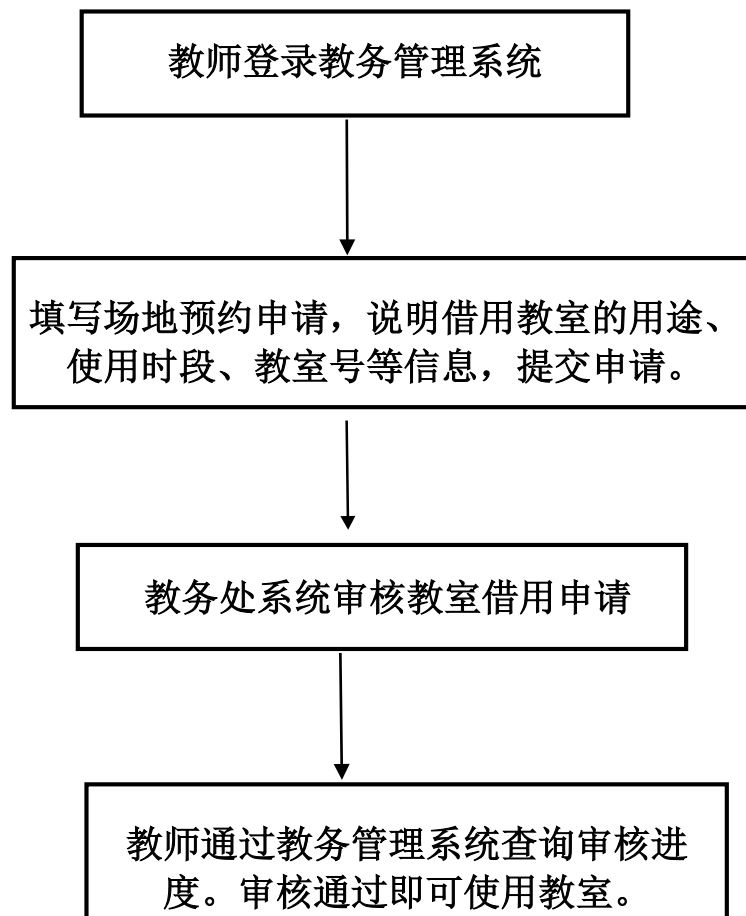 教师登录教务管理系统
填写场地预约申请，说明借用教室的用途、
使用时段、教室号等信息，提交申请。
教务处系统审核教室借用申请
教师通过教务管理系统查询审核进
度。审核通过即可使用教室。